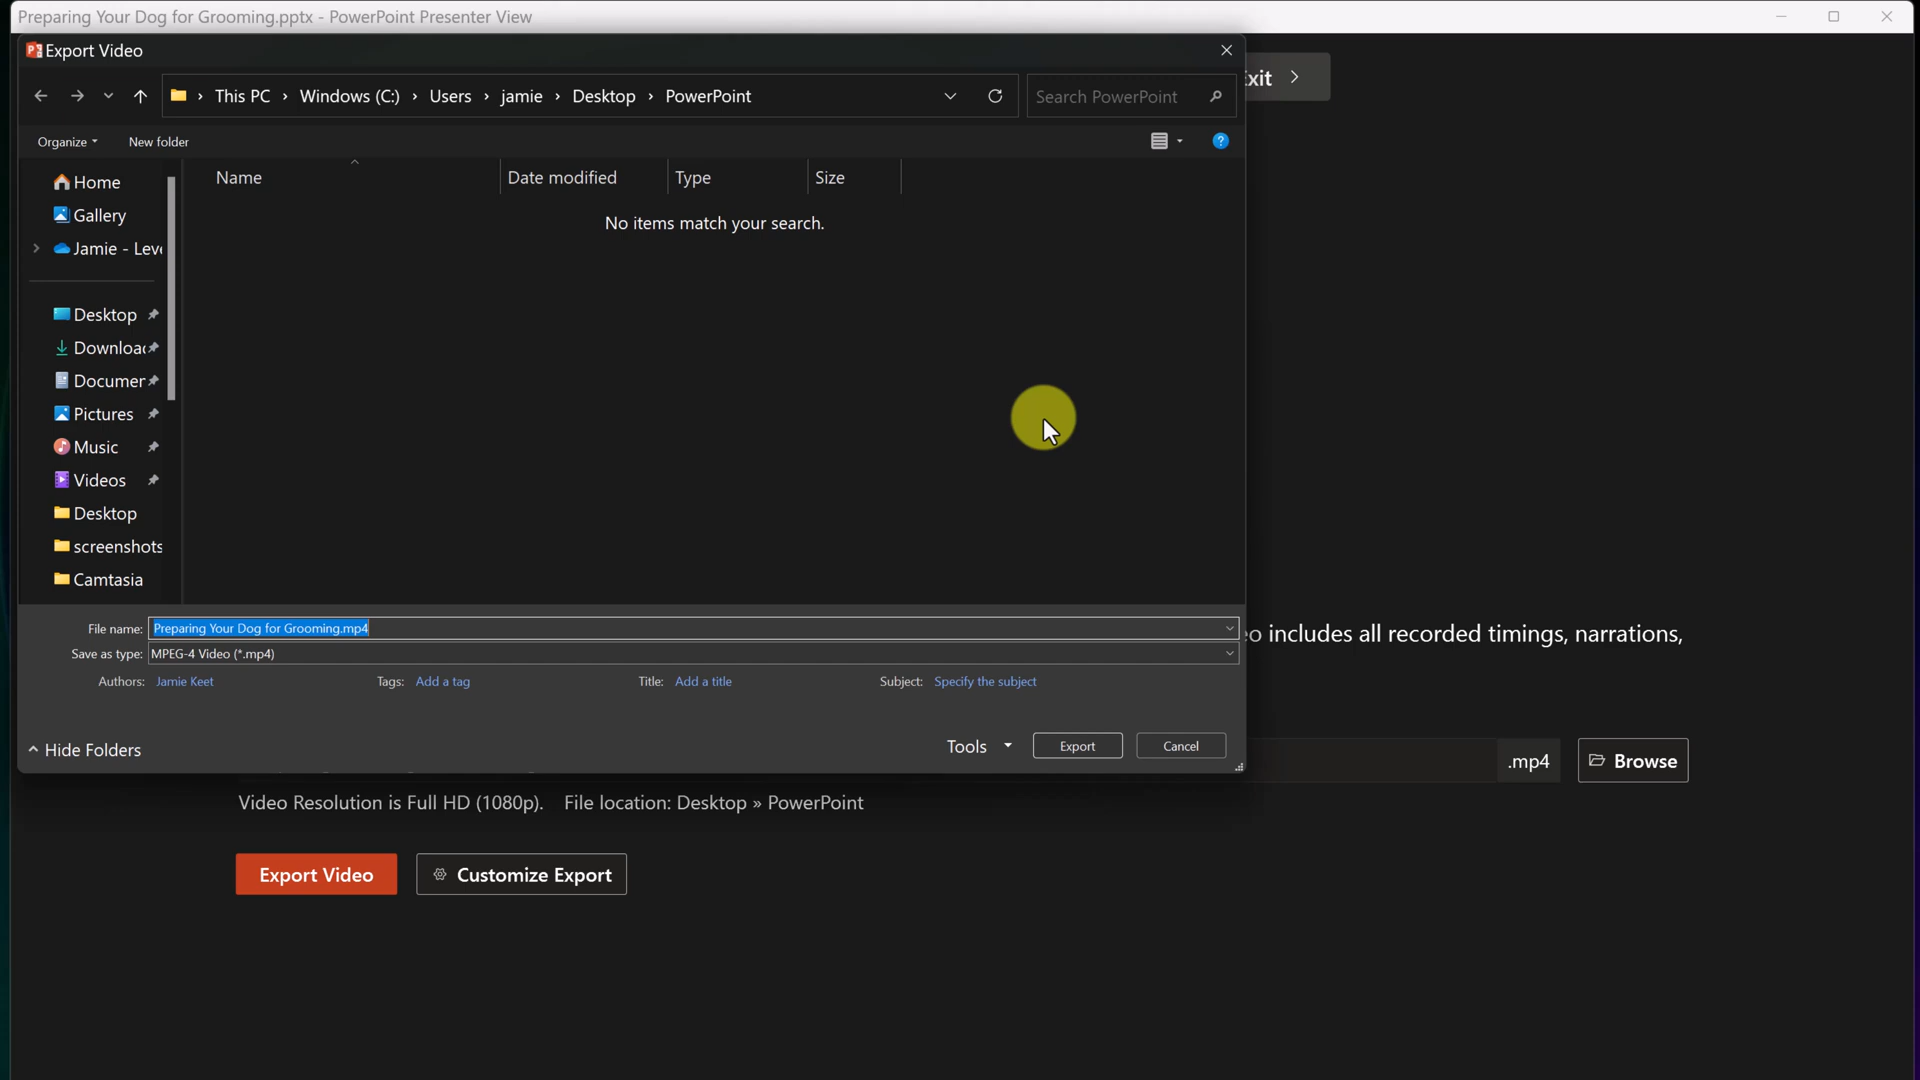 Preparing Your Dog for Grooming.pptx - PowerPoint Presenter View
Export Video
This PC > Windows (C:) > Users > jamie > Desktop > PowerPoint
Search PowerPoint
xit >
Organize
New folder
?
Name
Date modified
Type
Size
No items match your search.
Home
Gallery
Jamie - Leve
Desktop
Downloac
Documer
Pictures
Music
Videos
Desktop
screenshots
Camtasia
File name: Preparing Your Dog for Grooming.mp4
Save as type: MPEG-4 Video (*.mp4)
Authors: Jamie Keet
Tags: Add a tag
Title: Add a title
Subject: Specify the subject
Hide Folders
Tools
Export
Cancel
o includes all recorded timings, narrations,
.mp4
Browse
Video Resolution is Full HD (1080p). File location: Desktop » PowerPoint
Export Video
Customize Export